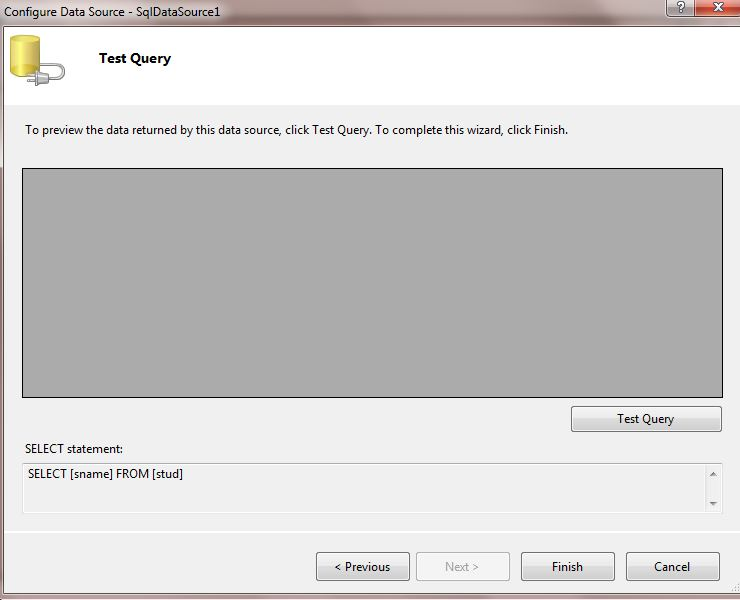 Configure Data Source - SqlDataSource1
?
Test Query
To preview the data returned by this data source, click Test Query. To complete this wizard, click Finish.
Test Query
SELECT statement:
SELECT [sname] FROM [stud]
< Previous
Next >
Finish
Cancel